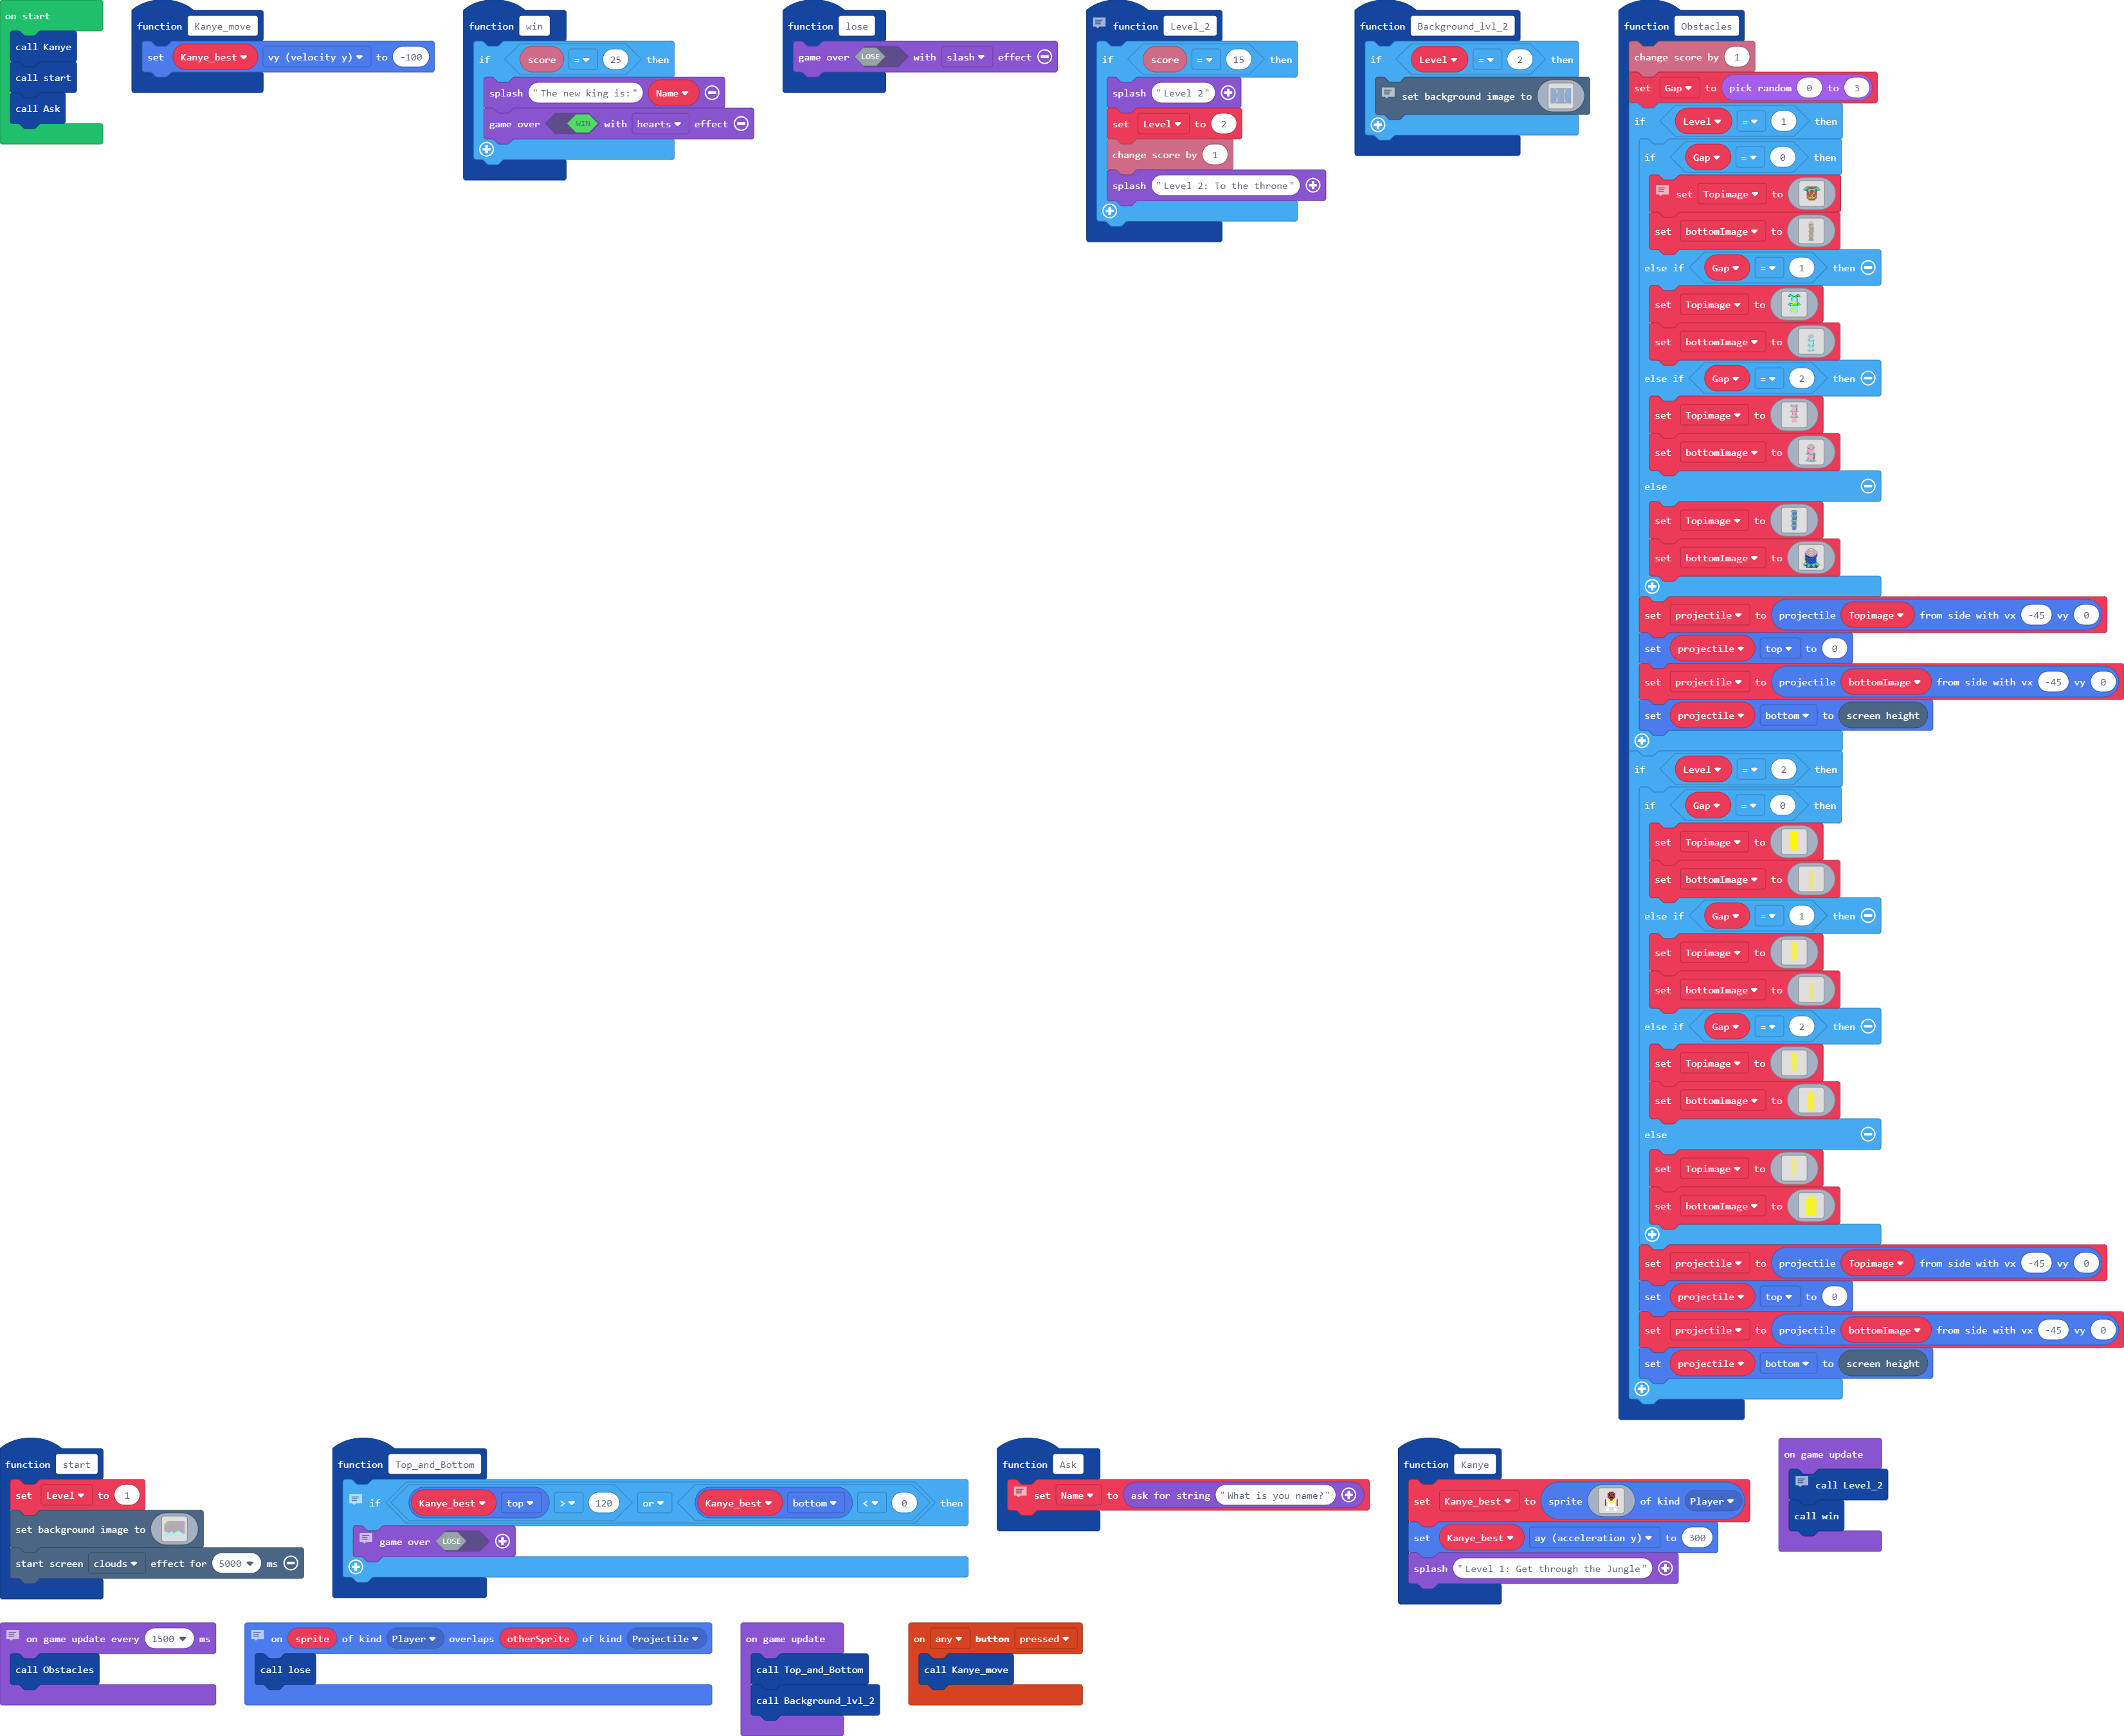 on start
call Kanye
call start
call Ask
function Kanye_move
set Kanye_best vy (velocity y) to -100
function win
if score = 25 then
splash "The new king is:" Name
game over WIN with hearts effect
function lose
game over LOSE with slash effect
function Level_2
if score = 15 then
splash "Level 2"
set Level to 2
change score by 1
splash "Level 2: To the throne"
function Background_lvl_2
if Level = 2 then
set background image to
function Obstacles
change score by 1
set Gap to pick random 0 to 3
if Level = 1 then
if Gap = 0 then
set Topimage to
set bottomImage to
else if Gap = 1 then
set Topimage to
set bottomImage to
else if Gap = 2 then
set Topimage to
set bottomImage to
else
set Topimage to
set bottomImage to
set projectile to projectile Topimage from side with vx -45 vy 0
set projectile top to 0
set projectile to projectile bottomImage from side with vx -45 vy 0
set projectile bottom to screen height
if Level = 2 then
if Gap = 0 then
set Topimage to
set bottomImage to
else if Gap = 1 then
set Topimage to
set bottomImage to
else if Gap = 2 then
set Topimage to
set bottomImage to
else
set Topimage to
set bottomImage to
set projectile to projectile Topimage from side with vx -45 vy 0
set projectile top to 0
set projectile to projectile bottomImage from side with vx -45 vy 0
set projectile bottom to screen height
function start
set Level to 1
set background image to
start screen clouds effect for 5000 ms
function Top_and_Bottom
if Kanye_best top > 120 or Kanye_best bottom < 0 then
game over LOSE
function Ask
set Name to ask for string "What is you name?"
function Kanye
set Kanye_best to sprite of kind Player
set Kanye_best ay (acceleration y) to 300
splash "Level 1: Get through the Jungle"
on game update
call Level_2
call win
on game update every 1500 ms
call Obstacles
on sprite of kind Player overlaps otherSprite of kind Projectile
call lose
on game update
call Top_and_Bottom
call Background_lvl_2
on any button pressed
call Kanye_move